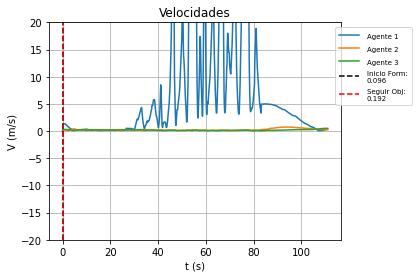 Velocidades
20
15
10
5
0
−5
−10
−15
−20
V (m/s)
0
20
40
60
80
100
t (s)
Agente 1
Agente 2
Agente 3
Inicio Form:
0.096
Seguir Obj:
0.192